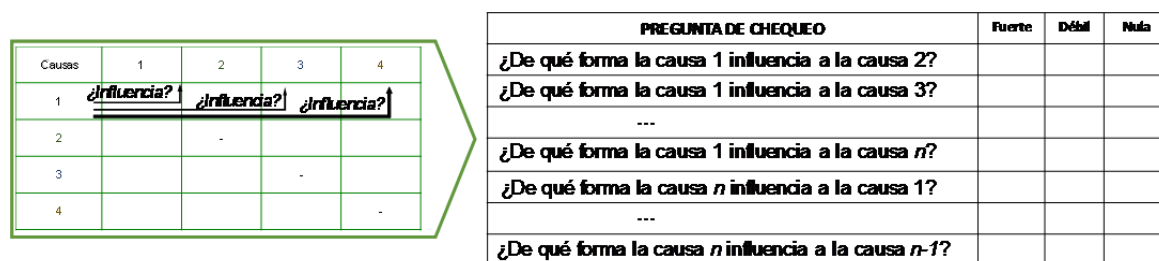 Causas 1 2 3 4
1 ¿Influencia? ¿Influencia? ¿Influencia?
2 -
3 -
4 -
PREGUNTA DE CHEQUEO Fuerte Débil Nula
¿De qué forma la causa 1 influencia a la causa 2?
¿De qué forma la causa 1 influencia a la causa 3?
---
¿De qué forma la causa 1 influencia a la causa n?
¿De qué forma la causa n influencia a la causa 1?
---
¿De qué forma la causa n influencia a la causa n-1?